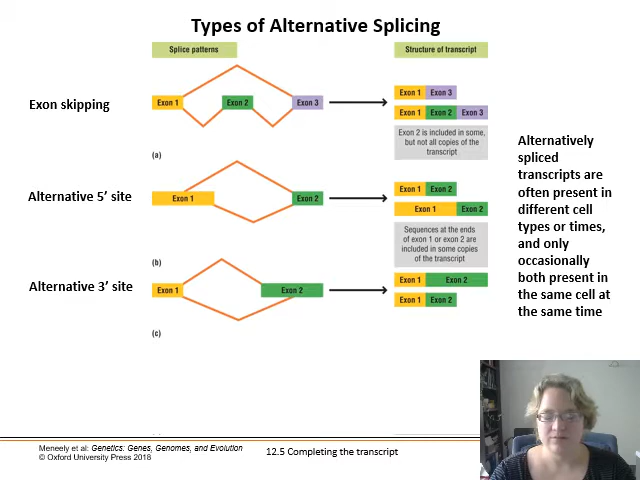 Types of Alternative Splicing
Splice patterns
Structure of transcript
Exon skipping
Exon 1
Exon 2
Exon 3
Exon 1
Exon 3
Exon 1
Exon 2
Exon 3
Exon 2 is included in some,
but not all copies of the
transcript
(a)
Alternative 5’ site
Exon 1
Exon 2
Exon 1
Exon 2
Exon 1
Exon 2
Sequences at the ends
of exon 1 or exon 2 are
included in some copies
of the transcript
(b)
Alternative 3’ site
Exon 1
Exon 2
Exon 1
Exon 2
Exon 1
Exon 2
(c)
Alternatively
spliced
transcripts are
often present in
different cell
types or times,
and only
occasionally
both present in
the same cell at
the same time
Meneely et al: Genetics: Genes, Genomes, and Evolution
© Oxford University Press 2018
12.5 Completing the transcript